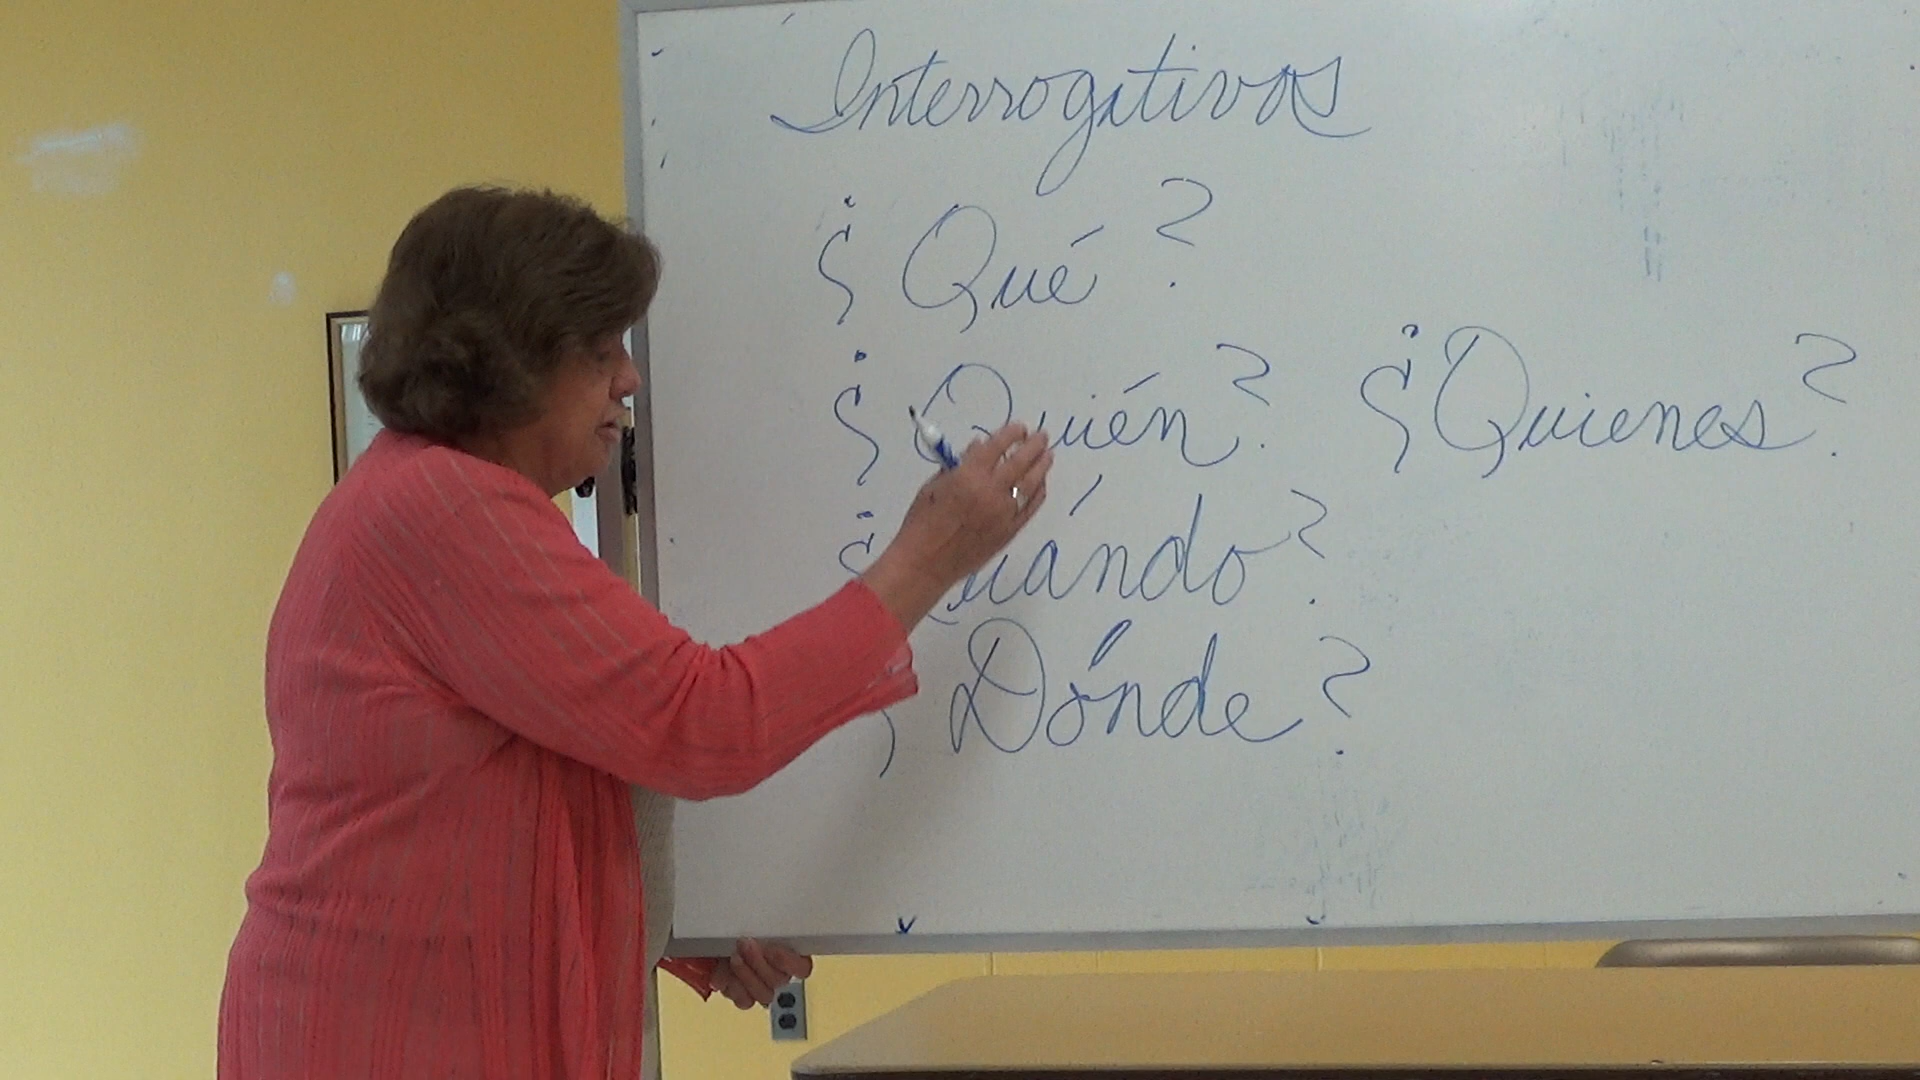 Interrogativos
¿Qué?
¿Quién? ¿Quienes?
¿Cuándo?
¿Dónde?